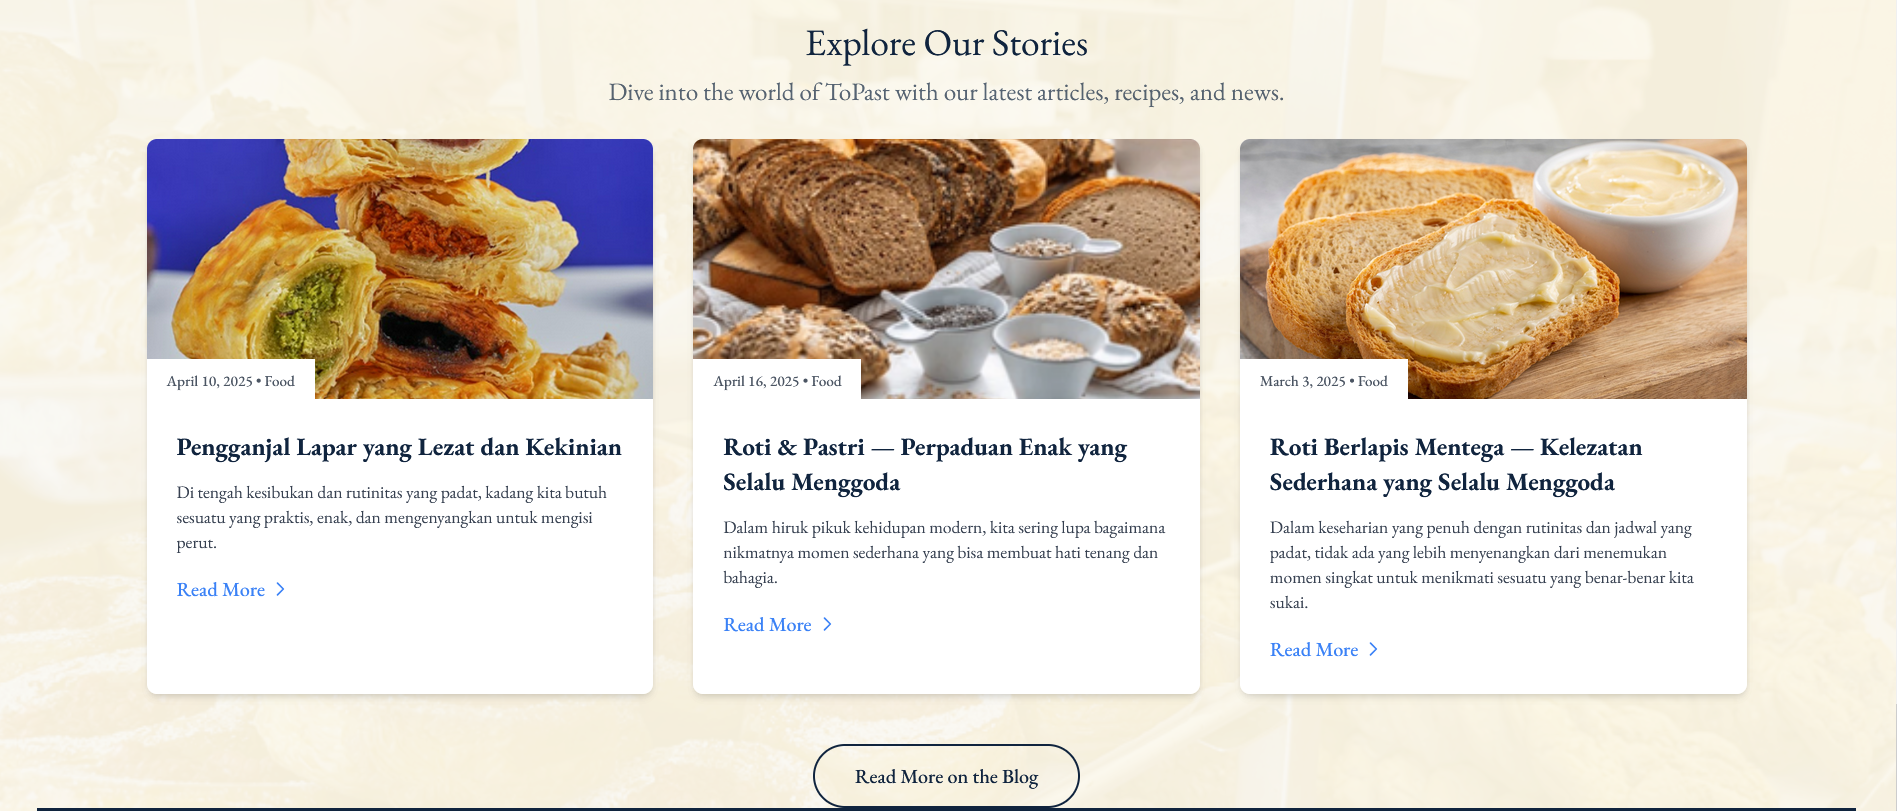 Explore Our Stories
Dive into the world of ToPast with our latest articles, recipes, and news.
April 10, 2025 • Food
Pengganjal Lapar yang Lezat dan Kekinian
Di tengah kesibukan dan rutinitas yang padat, kadang kita butuh
sesuatu yang praktis, enak, dan mengenyangkan untuk mengisi
perut.
Read More
April 16, 2025 • Food
Roti & Pastri — Perpaduan Enak yang
Selalu Menggoda
Dalam hiruk pikuk kehidupan modern, kita sering lupa bagaimana
nikmatnya momen sederhana yang bisa membuat hati tenang dan
bahagia.
Read More
March 3, 2025 • Food
Roti Berlapis Mentega — Kelezatan
Sederhana yang Selalu Menggoda
Dalam keseharian yang penuh dengan rutinitas dan jadwal yang
padat, tidak ada yang lebih menyenangkan dari menemukan
momen singkat untuk menikmati sesuatu yang benar-benar kita
sukai.
Read More
Read More on the Blog